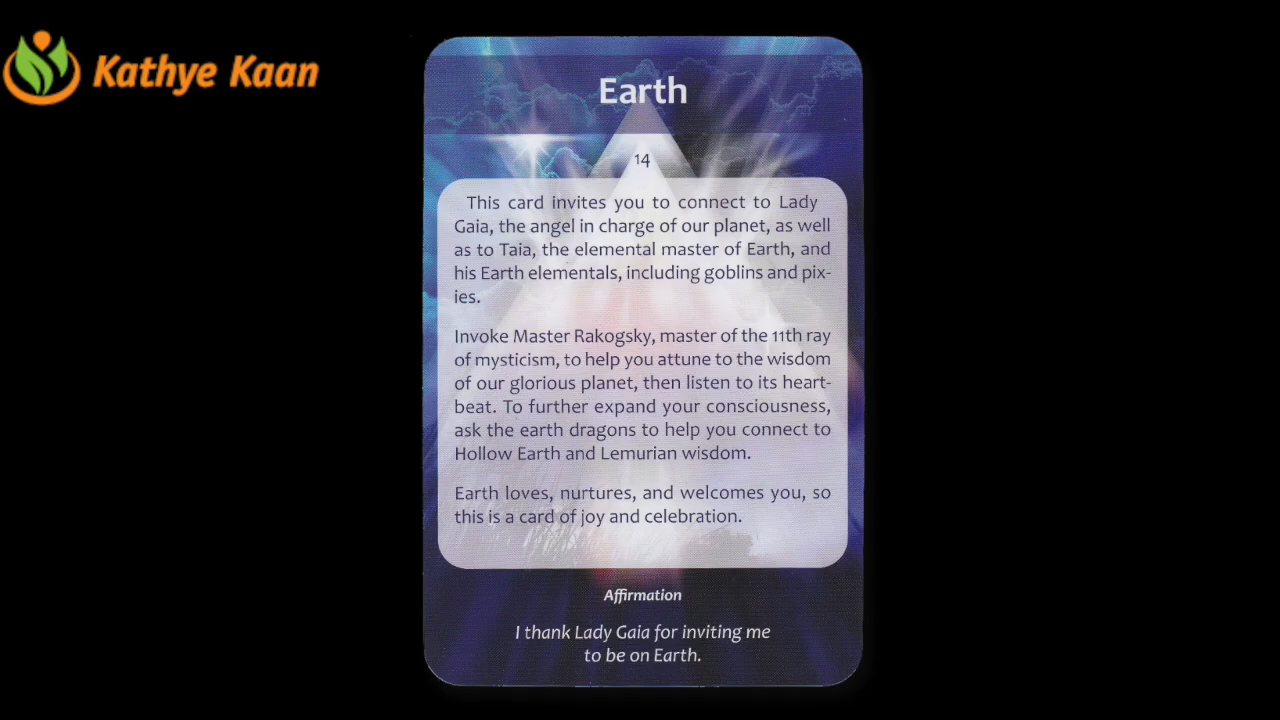 Kathye Kaan
Earth
14
This card invites you to connect to Lady
Gaia, the angel in charge of our planet, as well
as to Taia, the elemental master of Earth, and
his Earth elementals, including goblins and pix-
ies.
Invoke Master Rakogsky, master of the 11th ray
of mysticism, to help you attune to the wisdom
of our glorious planet, then listen to its heart-
beat. To further expand your consciousness,
ask the earth dragons to help you connect to
Hollow Earth and Lemurian wisdom.
Earth loves, nurtures, and welcomes you, so
this is a card of joy and celebration.
Affirmation
I thank Lady Gaia for inviting me
to be on Earth.